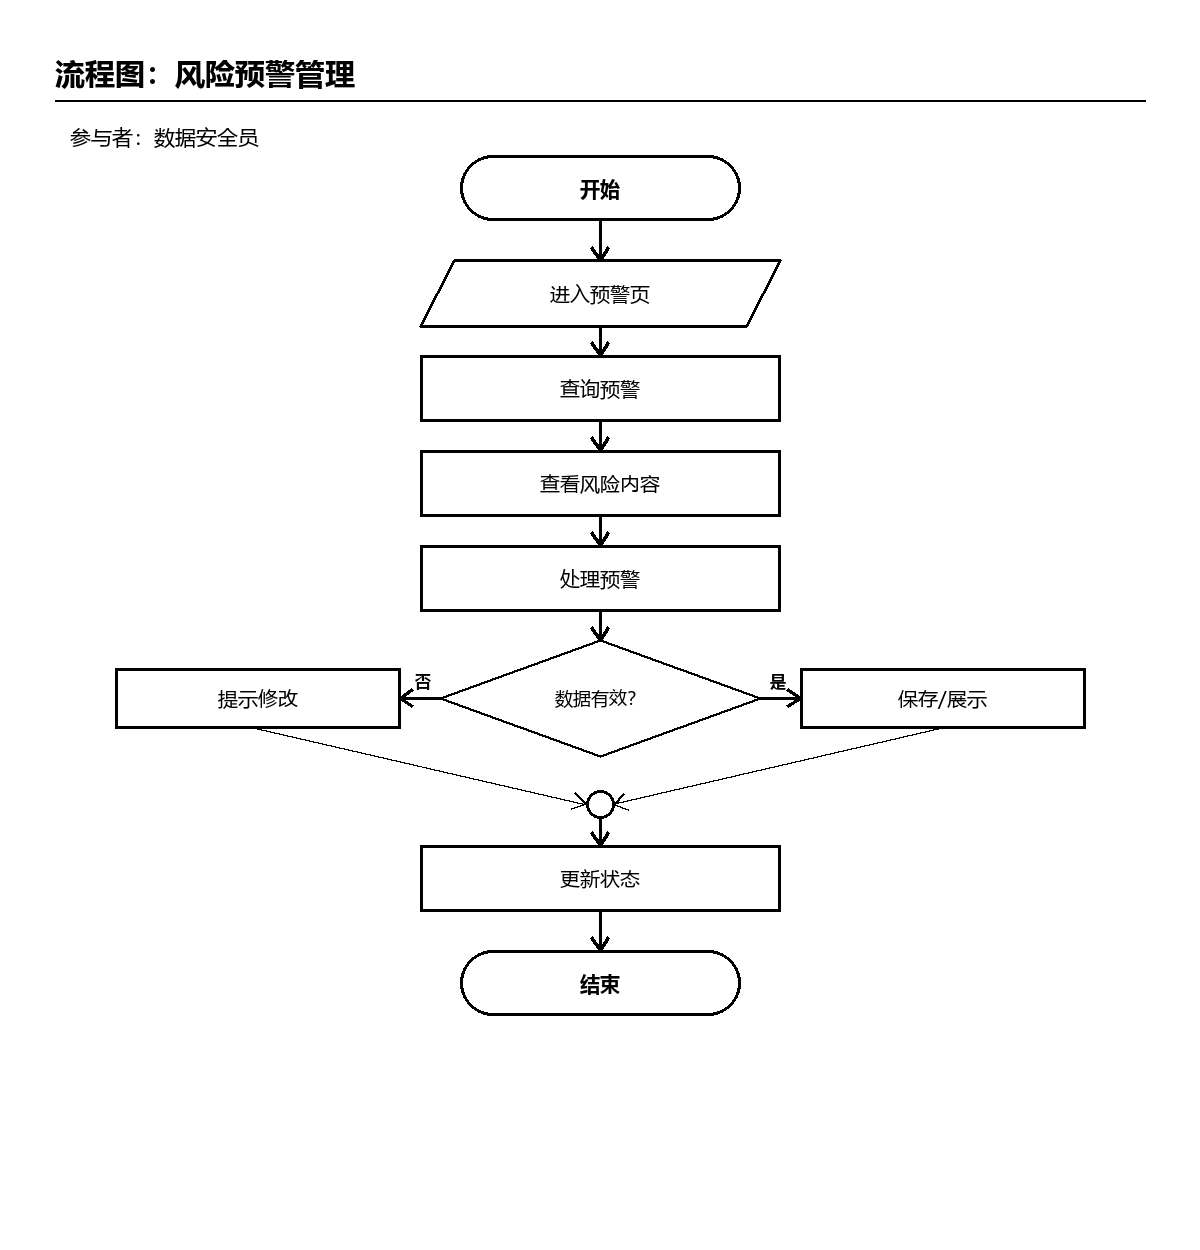 流程图：风险预警管理
参与者：数据安全员
开始
进入预警页
查询预警
查看风险内容
处理预警
否
是
提示修改
数据有效?
保存/展示
更新状态
结束